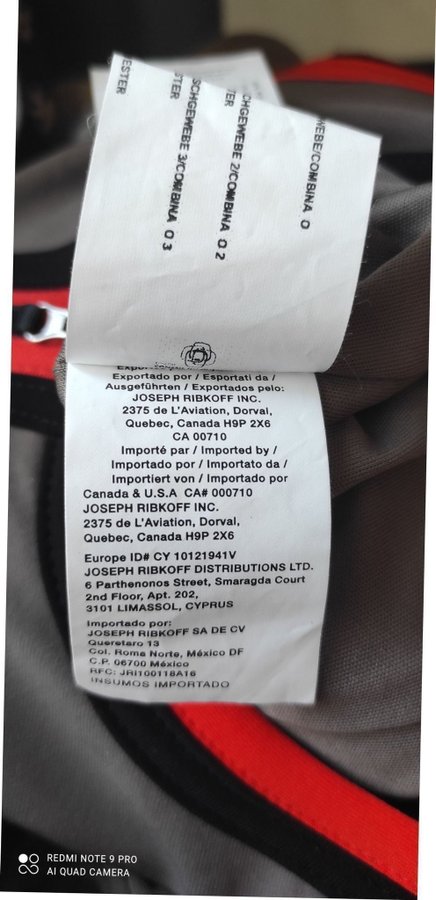 WEBE/COMBINA O
SCHGEWEBE 2/COMBINA O 2
TER
SCHGEWEBE 3/COMBINA O 3
STER
ESTER
Exportado por / Esportati da /
Ausgeführten / Exportados pelo:
JOSEPH RIBKOFF INC.
2375 de L'Aviation, Dorval,
Quebec, Canada H9P 2X6
CA 00710
Importé par / Imported by /
Importado por / Importato da /
Importiert von / Importado por
Canada & U.S.A CA# 000710
JOSEPH RIBKOFF INC.
2375 de L'Aviation, Dorval,
Quebec, Canada H9P 2X6
Europe ID# CY 10121941V
JOSEPH RIBKOFF DISTRIBUTIONS LTD.
6 Parthenonos Street, Smaragda Court
2nd Floor, Apt. 202,
3101 LIMASSOL, CYPRUS
Importado por:
JOSEPH RIBKOFF SA DE CV
Queretaro 13
Col. Roma Norte, México DF
C.P. 06700 México
RFC: JRI100118A16
INSUMOS IMPORTADO
REDMI NOTE 9 PRO
AI QUAD CAMERA